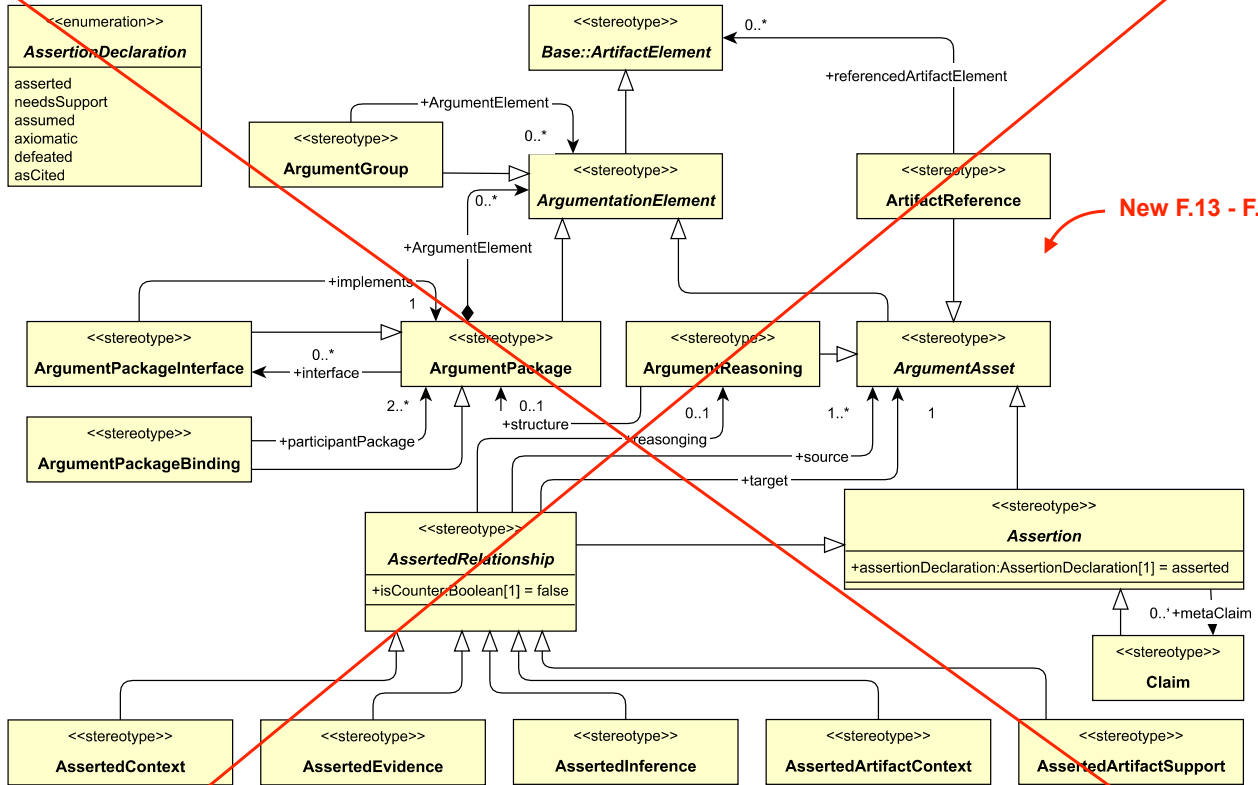 <<enumeration>>
AssertionDeclaration
asserted
needsSupport
assumed
axiomatic
defeated
asCited
<<stereotype>>
Base::ArtifactElement
0..*
+referencedArtifactElement
+ArgumentElement
0..*
<<stereotype>>
ArgumentGroup
<<stereotype>>
ArgumentationElement
<<stereotype>>
ArtifactReference
0..*
New F.13 - F.
+ArgumentElement
+implements
1
<<stereotype>>
ArgumentPackageInterface
<<stereotype>>
ArgumentPackage
<<stereotype>>
ArgumentReasoning
<<stereotype>>
ArgumentAsset
0..*
+interface
2..*
0..1
+structure
0..1
1..*
1
<<stereotype>>
ArgumentPackageBinding
+participantPackage
+reasonging
+source
+target
<<stereotype>>
AssertedRelationship
+isCounter:Boolean[1] = false
<<stereotype>>
Assertion
+assertionDeclaration:AssertionDeclaration[1] = asserted
0..' +metaClaim
<<stereotype>>
Claim
<<stereotype>>
AssertedContext
<<stereotype>>
AssertedEvidence
<<stereotype>>
AssertedInference
<<stereotype>>
AssertedArtifactContext
<<stereotype>>
AssertedArtifactSupport